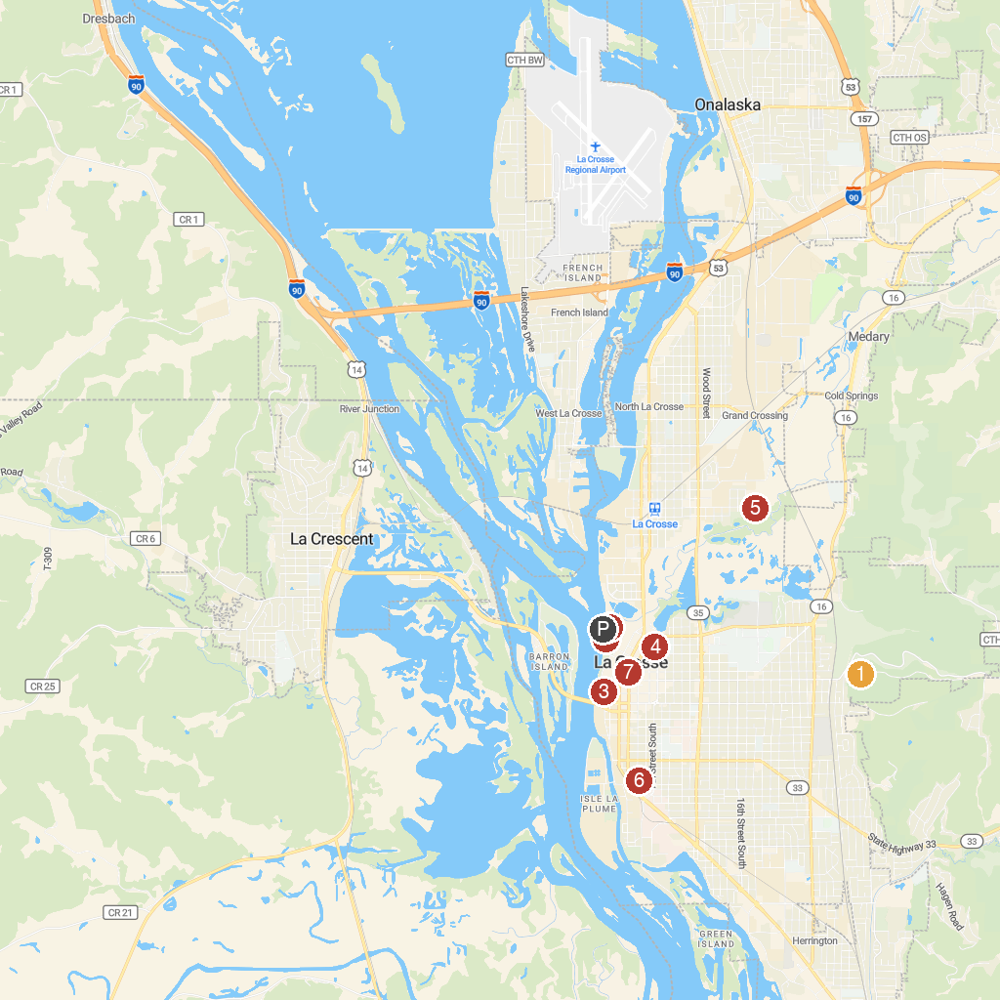 Dresbach
90
CTH BW
CR 1
53
Onalaska
157
CTH OS
La Crosse
Regional Airport
90
CR 1
FRENCH
ISLAND
90
53
90
90
16
French Island
Lakeshore Drive
Medary
14
Wood Street
Cold Springs
River Junction
West La Crosse
North La Crosse
Grand Crossing
16
Valley Road
14
Road
5
La Crosse
CR 6
La Crescent
T-309
16
35
P
4
CTH
BARRON
ISLAND
La Crosse
7
1
CR 25
3
Street South
6
33
ISLE LA
PLUME
16th Street South
State Highway 33
33
Hagen Road
CR 21
GREEN
ISLAND
Herrington